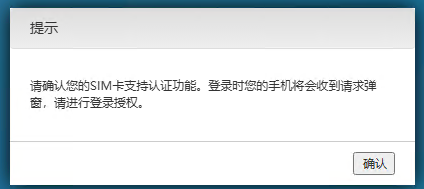 提示
请确认您的SIM卡支持认证功能。登录时您的手机将会收到请求弹
窗，请进行登录授权。
确认